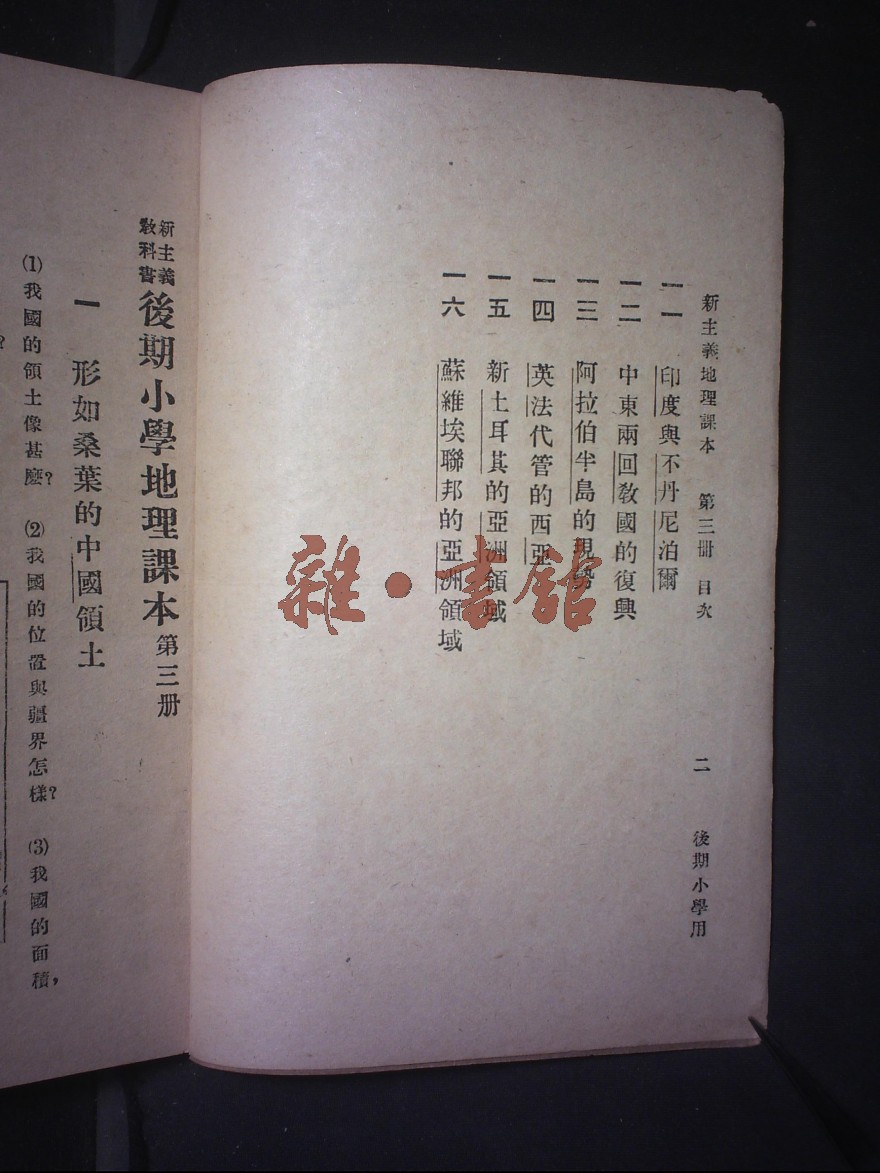 新主義地理課本 第三册 目次 二 後期小學用
一一 印度與不丹尼泊爾
一二 中東兩回教國的復興
一三 阿拉伯半島的現勢
一四 英法代管的西亞
一五 新土耳其的亞洲領域
一六 蘇維埃聯邦的亞洲領域
雜·書館
新主義教科書 後期小學地理課本 第三册
一 形如桑葉的中國領土
(1)我國的領土像甚麼? (2)我國的位置與疆界怎樣? (3)我國的面積,
?